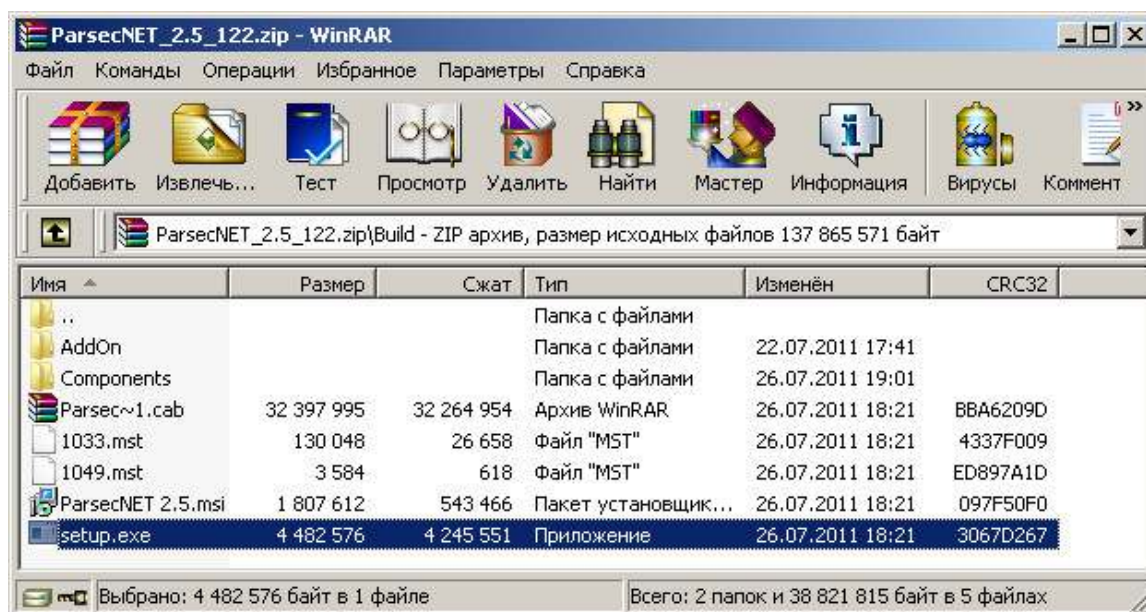 ParsecNET_2.5_122.zip - WinRAR
Файл Команды Операции Избранное Параметры Справка
Добавить Извлечь... Тест Просмотр Удалить Найти Мастер Информация Вирусы Коммент
ParsecNET_2.5_122.zip\Build - ZIP архив, размер исходных файлов 137 865 571 байт
Имя Размер Сжат Тип Изменён CRC32
.. Папка с файлами
AddOn Папка с файлами 22.07.2011 17:41
Components Папка с файлами 26.07.2011 19:01
Parsec~1.cab 32 397 995 32 264 954 Архив WinRAR 26.07.2011 18:21 BBA6209D
1033.mst 130 048 26 658 Файл "MST" 26.07.2011 18:21 4337F009
1049.mst 3 584 618 Файл "MST" 26.07.2011 18:21 ED897A1D
ParsecNET 2.5.msi 1 807 612 543 466 Пакет установщик... 26.07.2011 18:21 097F50F0
setup.exe 4 482 576 4 245 551 Приложение 26.07.2011 18:21 3067D267
Выбрано: 4 482 576 байт в 1 файле Всего: 2 папок и 38 821 815 байт в 5 файлах